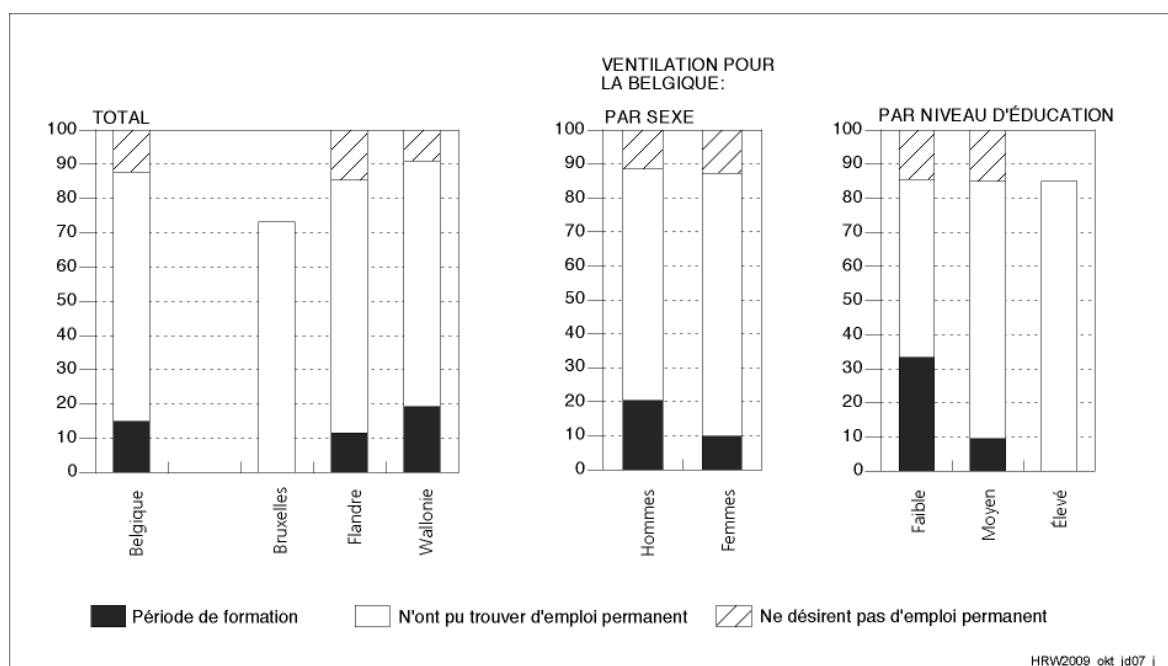 VENTILATION POUR
LA BELGIQUE:
TOTAL
PAR SEXE
PAR NIVEAU D'ÉDUCATION
100
90
80
70
60
50
40
30
20
10
0
Belgique
Bruxelles
Flandre
Wallonie
100
90
80
70
60
50
40
30
20
10
0
Hommes
Femmes
100
90
80
70
60
50
40
30
20
10
0
Faible
Moyen
Élevé
Période de formation
N'ont pu trouver d'emploi permanent
Ne désirent pas d'emploi permanent